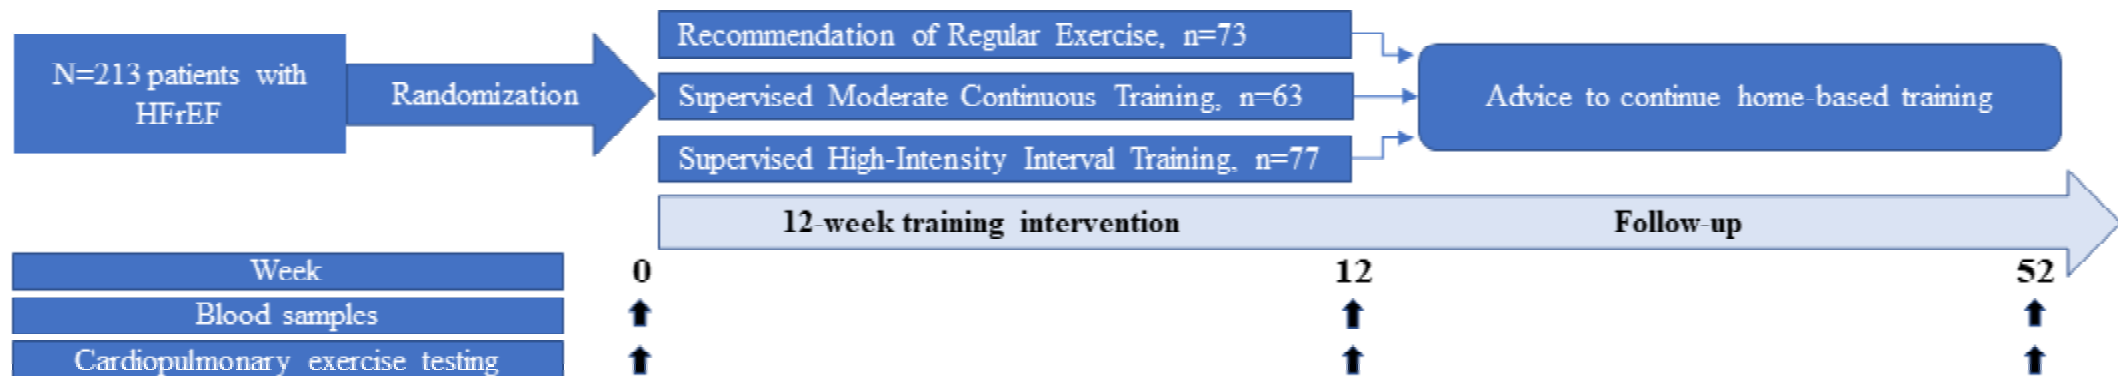 N=213 patients with
HFrEF
Randomization
Recommendation of Regular Exercise, n=73
Supervised Moderate Continuous Training, n=63
Supervised High-Intensity Interval Training, n=77
Advice to continue home-based training
12-week training intervention
Follow-up
Week
0
12
52
Blood samples
Cardiopulmonary exercise testing